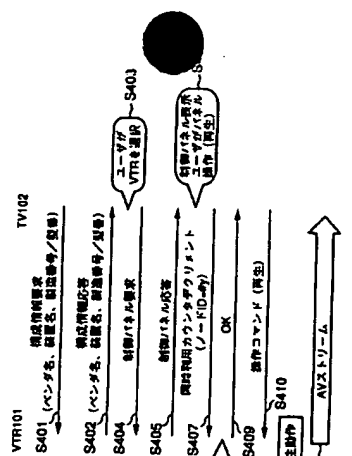 VTR101
TV102
S401
構成情報要求
(ベンダ名、装置名、製造番号/型番)
S402
構成情報応答
(ベンダ名、装置名、製造番号/型番)
ユーザが
VTRを選択
S403
S404
制御パネル要求
S405
制御パネル応答
制御パネル表示
ユーザがパネル
操作(再生)
S407
同時利用カウンタデクリメント
(ノードID=#y)
S409
OK
S410
操作コマンド(再生)
生動作
AVストリーム